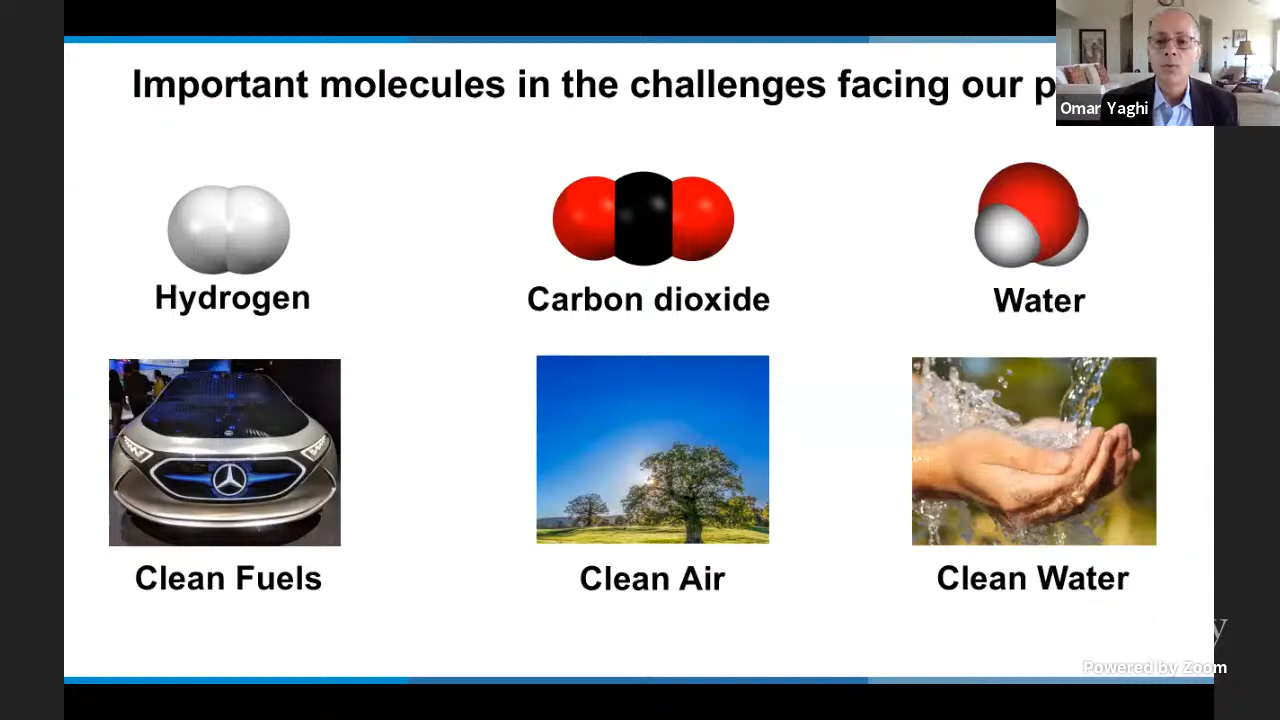 Important molecules in the challenges facing our p
Omar Yaghi
Hydrogen
Carbon dioxide
Water
Clean Fuels
Clean Air
Clean Water
y
Powered by Zoom